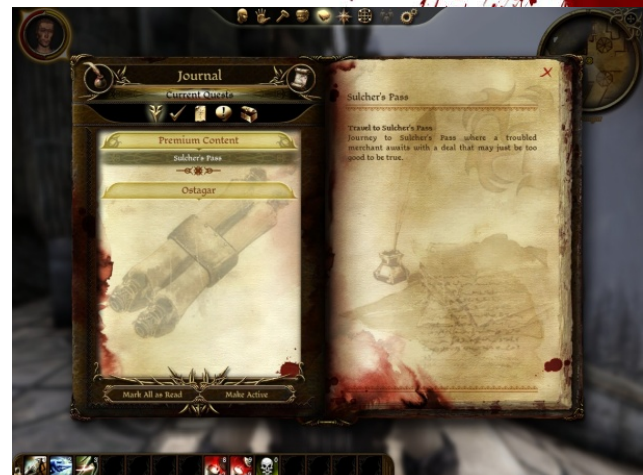 Journal
Current Quests
Premium Content
Sulcher's Pass
Ostagar
Mark All as Read
Make Active
Sulcher's Pass
Travel to Sulcher's Pass
Journey to Sulcher's Pass where a troubled
merchant awaits with a deal that may just be too
good to be true.